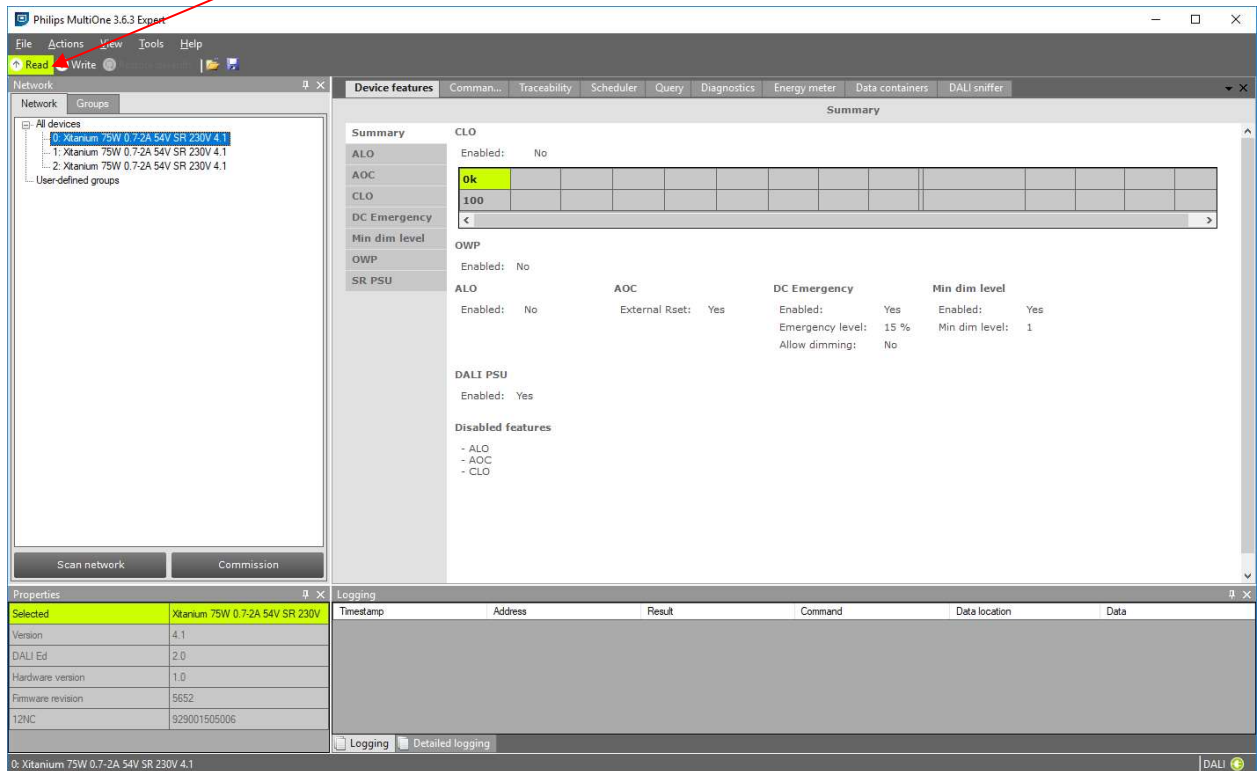 Philips MultiOne 3.6.3 Expert
File Actions View Tools Help
Read Write
Network
Network Groups
All devices
0: Xitanium 75W 0.7-2A 54V SR 230V 4.1
1: Xitanium 75W 0.7-2A 54V SR 230V 4.1
2: Xitanium 75W 0.7-2A 54V SR 230V 4.1
User-defined groups
Scan network Commission
Device features Comman... Traceability Scheduler Query Diagnostics Energy meter Data containers DALI sniffer
Summary
Summary
ALO
AOC
CLO
DC Emergency
Min dim level
OWP
SR PSU
CLO
Enabled: No
0k
100
OWP
Enabled: No
ALO AOC DC Emergency Min dim level
Enabled: No External Rset: Yes Enabled: Yes Enabled: Yes
Emergency level: 15 % Min dim level: 1
Allow dimming: No
DALI PSU
Enabled: Yes
Disabled features
- ALO
- AOC
- CLO
Properties
Selected Xitanium 75W 0.7-2A 54V SR 230V
Version 4.1
DALI Ed 2.0
Hardware version 1.0
Firmware revision 5652
12NC 929001505006
Logging
Timestamp Address Result Command Data location Data
Logging Detailed logging
0: Xitanium 75W 0.7-2A 54V SR 230V 4.1 DALI